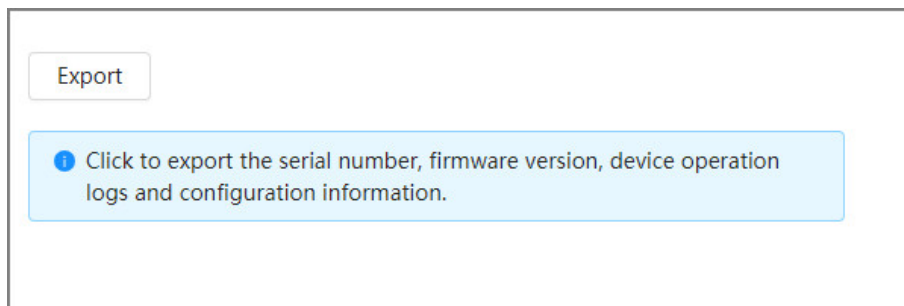 Export
Click to export the serial number, firmware version, device operation
logs and configuration information.